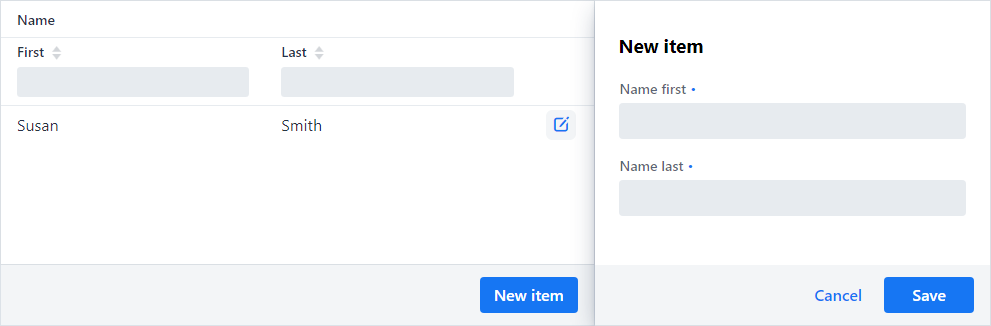 Name
First
Last
Susan
Smith
New item
New item
Name first •
Name last •
Cancel
Save